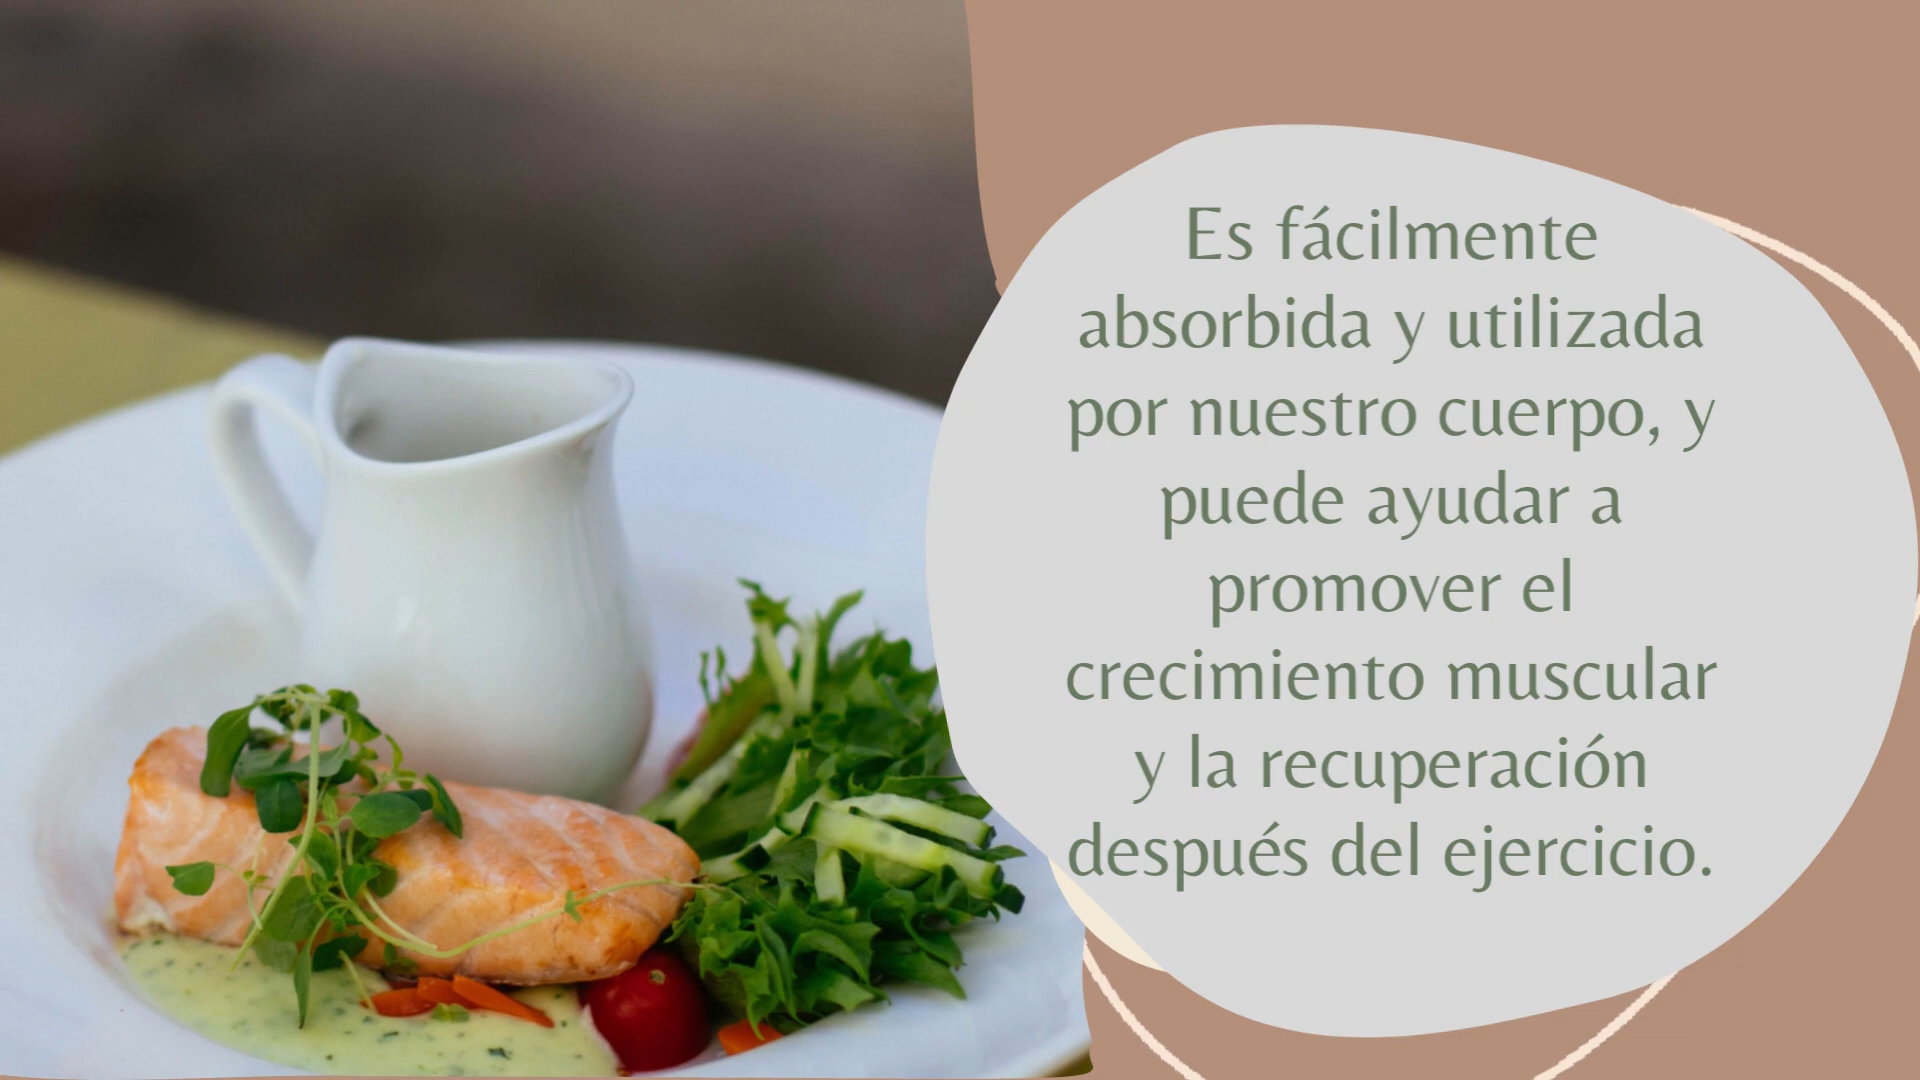 Es fácilmente
absorbida y utilizada
por nuestro cuerpo, y
puede ayudar a
promover el
crecimiento muscular
y la recuperación
después del ejercicio.